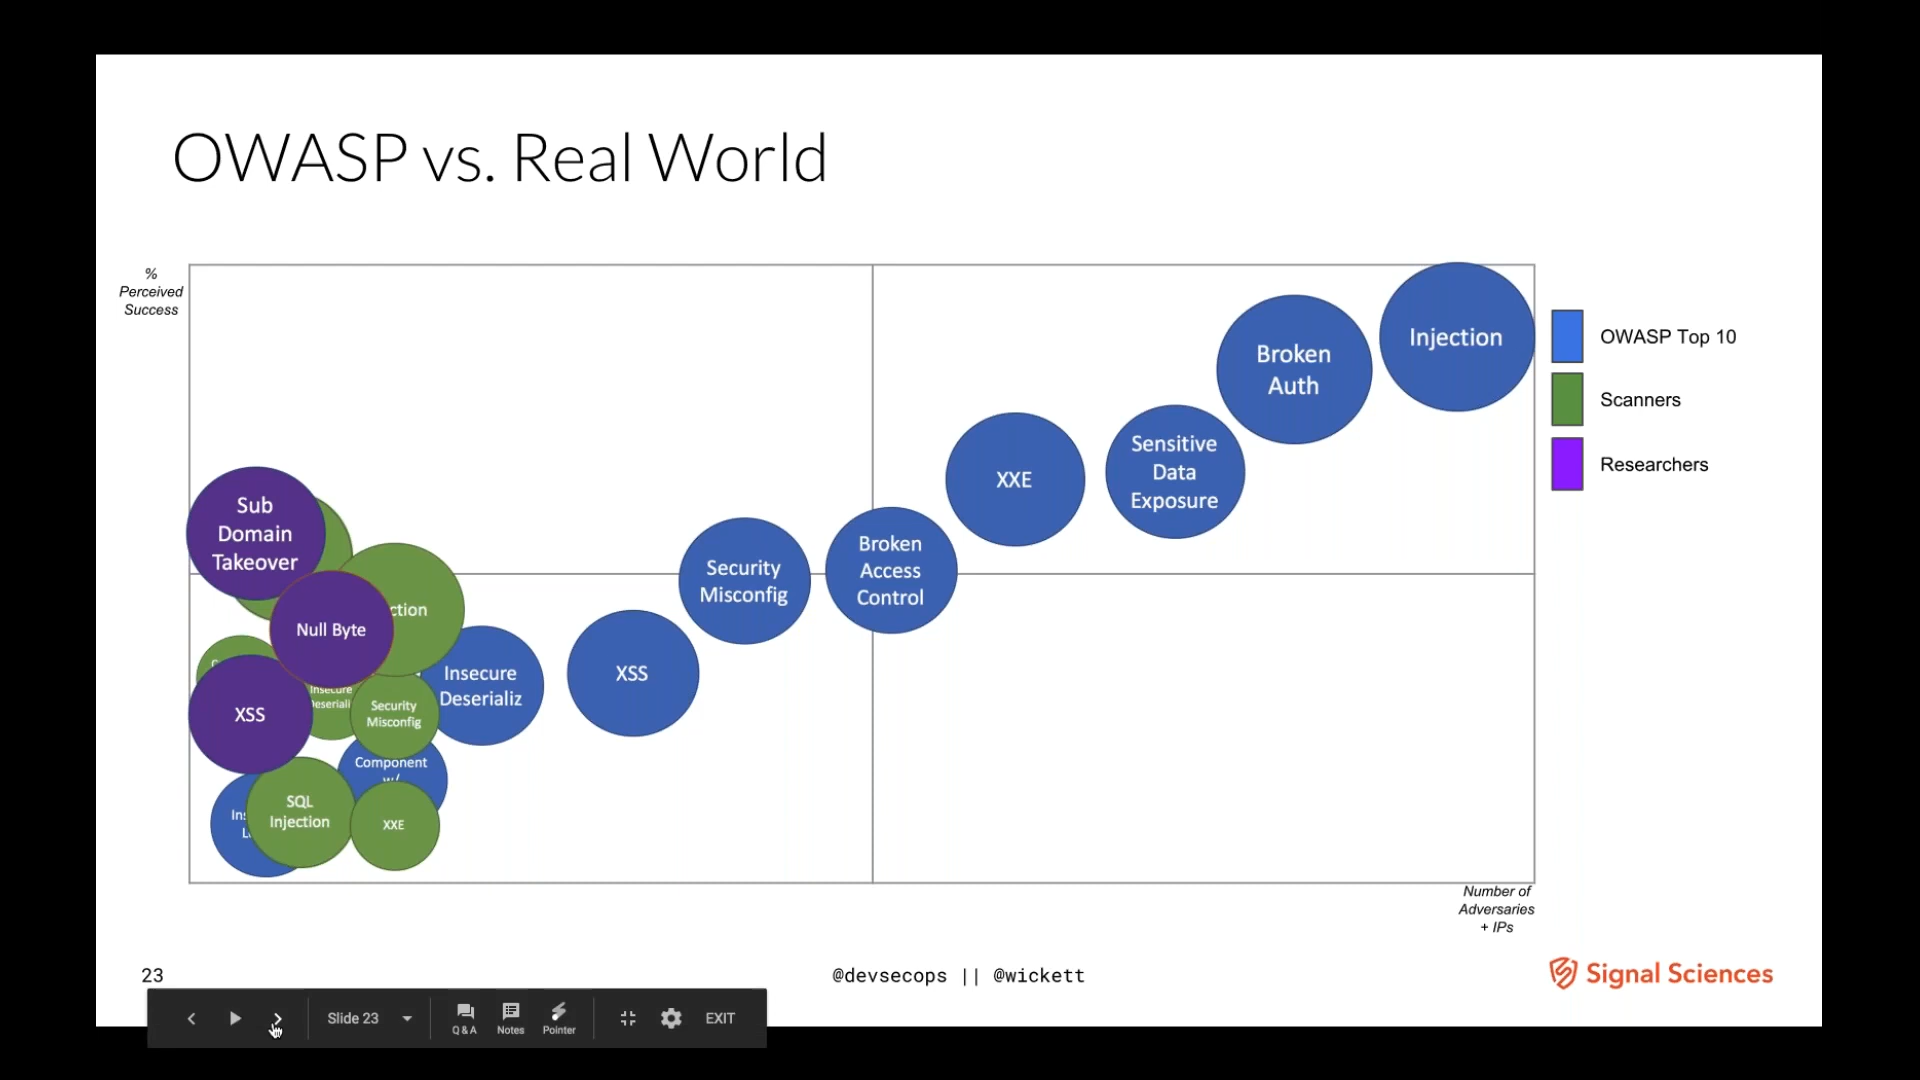 OWASP vs. Real World
%
Perceived
Success
Injection
Broken
Auth
OWASP Top 10
Scanners
Researchers
Sensitive
Data
Exposure
XXE
Sub
Domain
Takeover
Broken
Access
Control
Security
Misconfig
Null Byte
Insecure
Deserializ
XSS
XSS
Insecure
Security
Misconfig
Component
w/
SQL
Injection
XXE
Number of
Adversaries
+ IPs
23
@devsecops || @wickett
Signal Sciences
Slide 23
Q & A
Notes
Pointer
EXIT